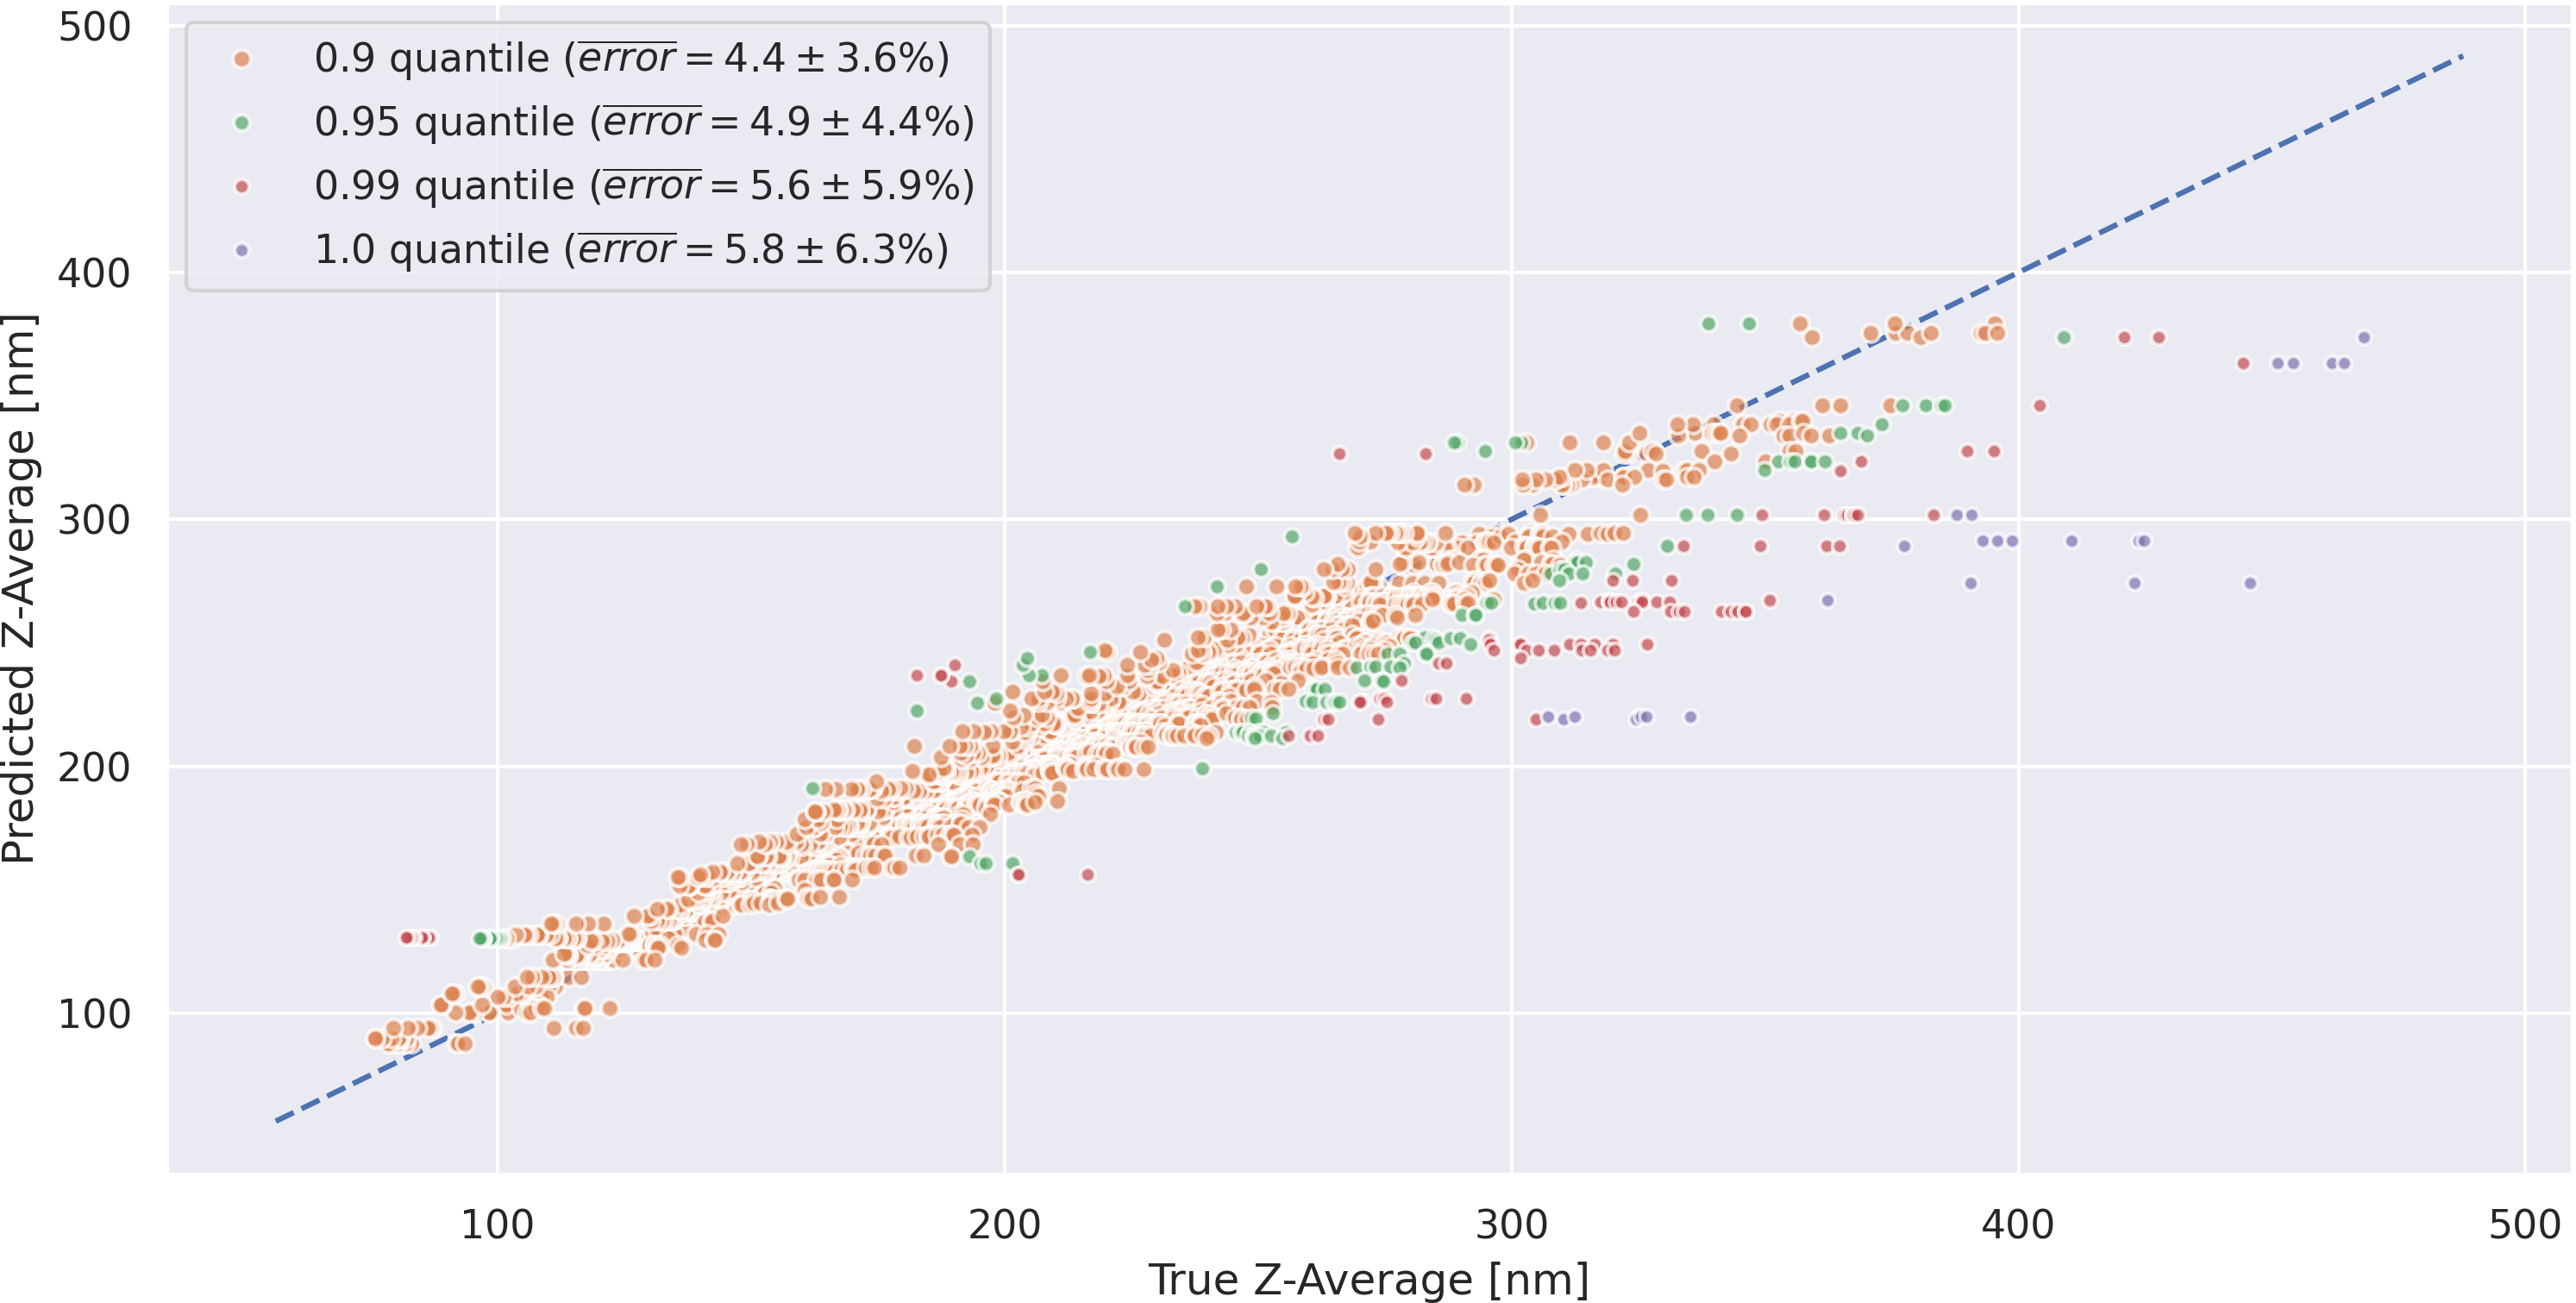 0.9 quantile (error = 4.4 ± 3.6%)
0.95 quantile (error = 4.9 ± 4.4%)
0.99 quantile (error = 5.6 ± 5.9%)
1.0 quantile (error = 5.8 ± 6.3%)
Predicted Z-Average [nm]
500
400
300
200
100
100 200 300 400 500
True Z-Average [nm]